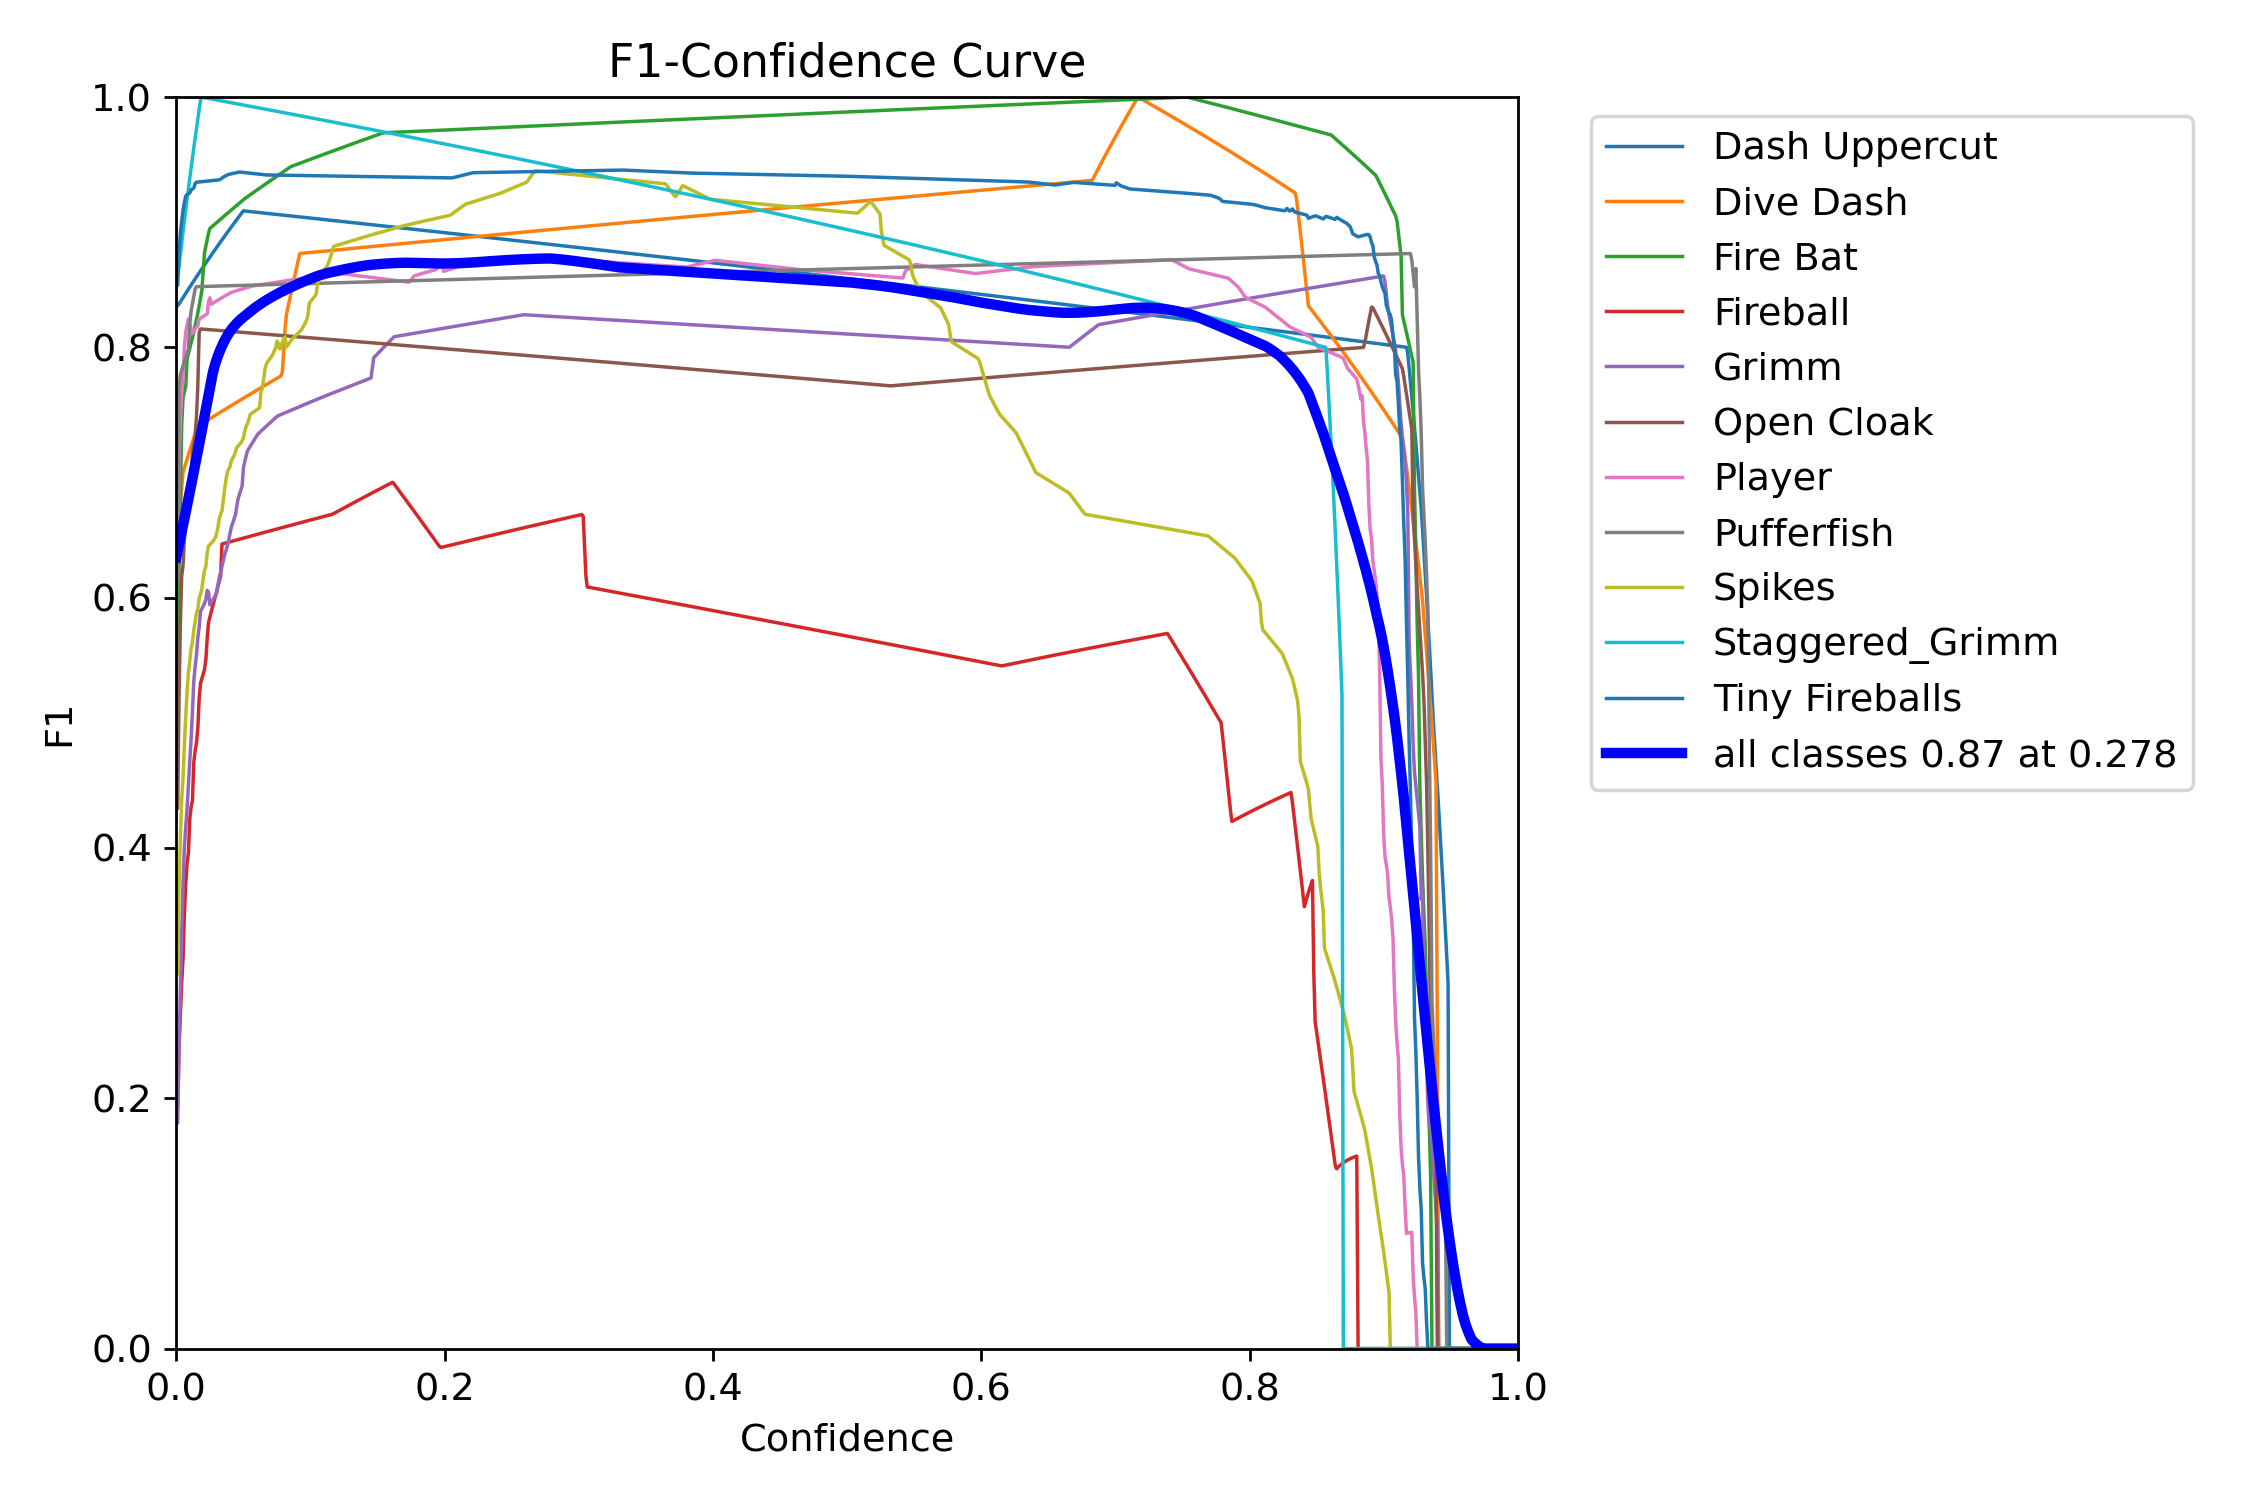 F1-Confidence Curve
1.0
0.8
0.6
0.4
0.2
0.0
F1
0.0 0.2 0.4 0.6 0.8 1.0
Confidence
Dash Uppercut
Dive Dash
Fire Bat
Fireball
Grimm
Open Cloak
Player
Pufferfish
Spikes
Staggered_Grimm
Tiny Fireballs
all classes 0.87 at 0.278